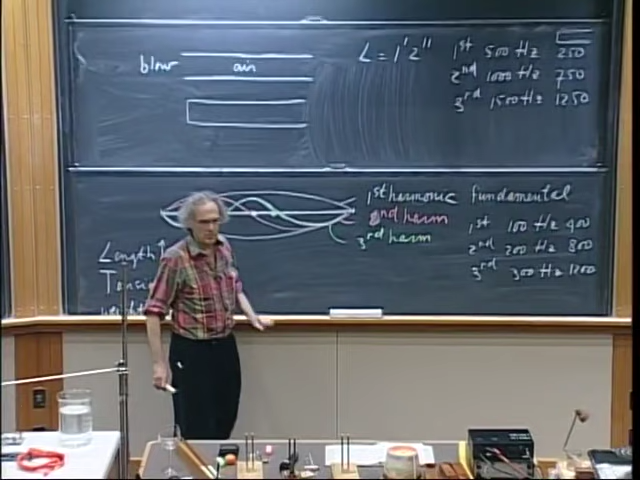 blow air
L = 1' 2"
1st 500 Hz 250
2nd 1000 Hz 750
3rd 1500 Hz 1250
1st harmonic fundamental
2nd harm
3rd harm
1st 100 Hz 400
2nd 200 Hz 800
3rd 300 Hz 1200
Length ↑